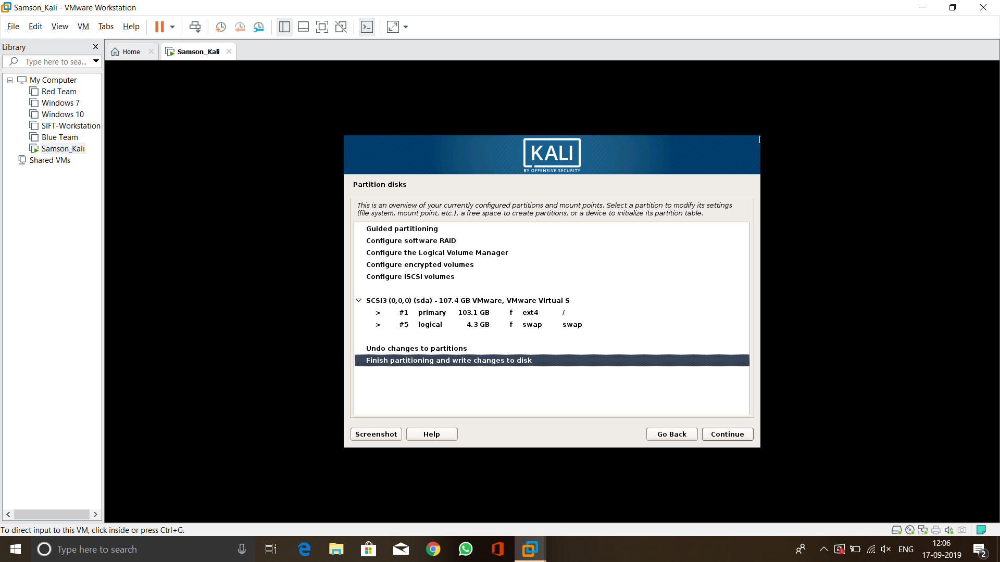 Samson_Kali - VMware Workstation
File Edit View VM Tabs Help
Library
Type here to sea...
My Computer
Red Team
Windows 7
Windows 10
SIFT-Workstation
Blue Team
Samson_Kali
Shared VMs
Home
Samson_Kali
KALI
BY OFFENSIVE SECURITY
Partition disks
This is an overview of your currently configured partitions and mount points. Select a partition to modify its settings
(file system, mount point, etc.), a free space to create partitions, or a device to initialize its partition table.
Guided partitioning
Configure software RAID
Configure the Logical Volume Manager
Configure encrypted volumes
Configure iSCSI volumes
SCSI3 (0,0,0) (sda) - 107.4 GB VMware, VMware Virtual S
> #1 primary 103.1 GB f ext4 /
> #5 logical 4.3 GB f swap swap
Undo changes to partitions
Finish partitioning and write changes to disk
Screenshot Help Go Back Continue
To direct input to this VM, click inside or press Ctrl+G.
Type here to search
ENG
12:06
17-09-2019
2